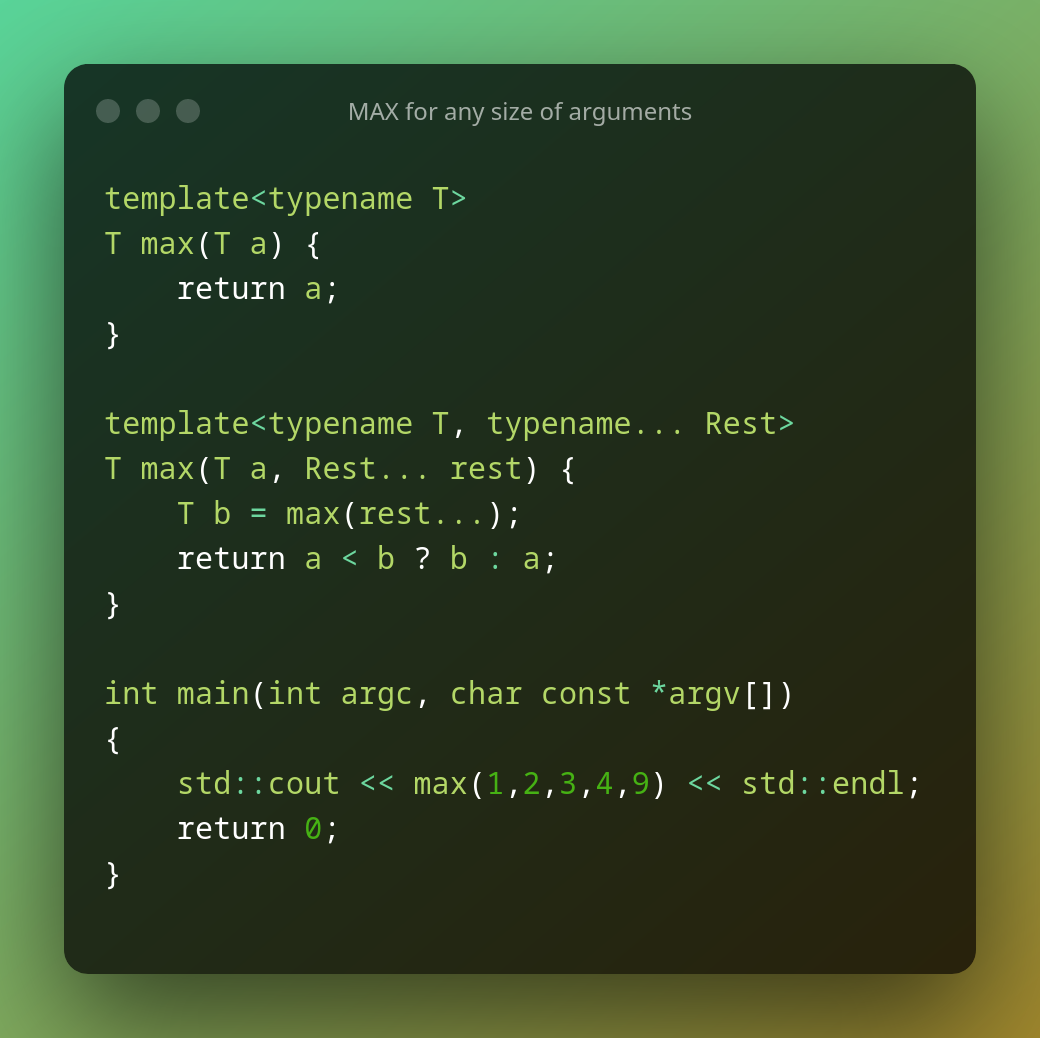 MAX for any size of arguments
template<typename T>
T max(T a) {
    return a;
}
template<typename T, typename... Rest>
T max(T a, Rest... rest) {
    T b = max(rest...);
    return a < b ? b : a;
}
int main(int argc, char const *argv[])
{
    std::cout << max(1,2,3,4,9) << std::endl;
    return 0;
}